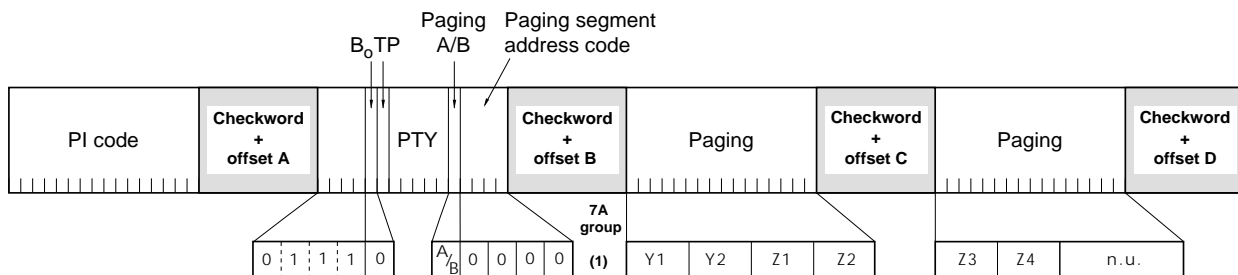 Paging Paging segment
BoTP A/B address code
PI code Checkword + offset A PTY Checkword + offset B Paging Checkword + offset C Paging Checkword + offset D
7A group
0 1 1 1 0 A/B 0 0 0 0 (1) Y1 Y2 Z1 Z2 Z3 Z4 n.u.